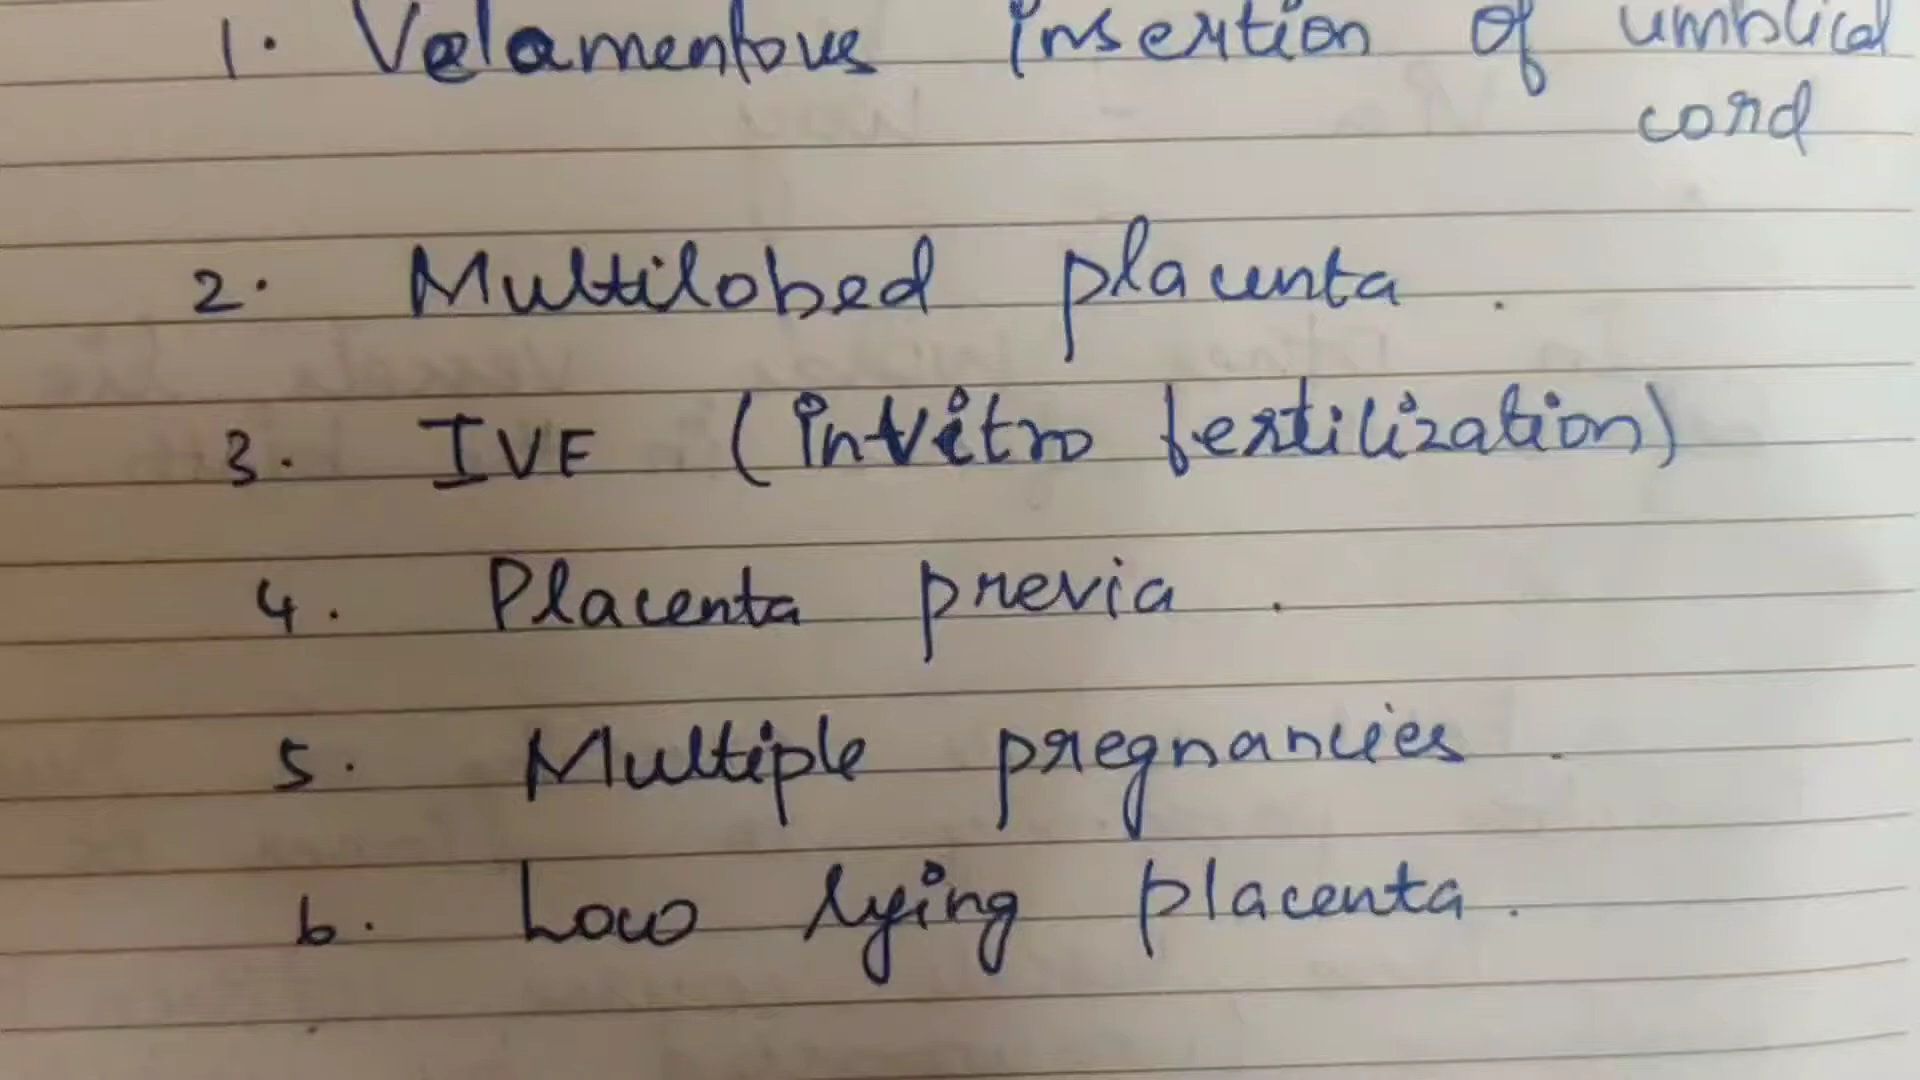 1. Velamentous insertion of umblical
cord
2. Multilobed placenta.
3. IVF (invitro fertilization)
4. Placenta previa.
5. Multiple pregnancies.
6. Low lying placenta.